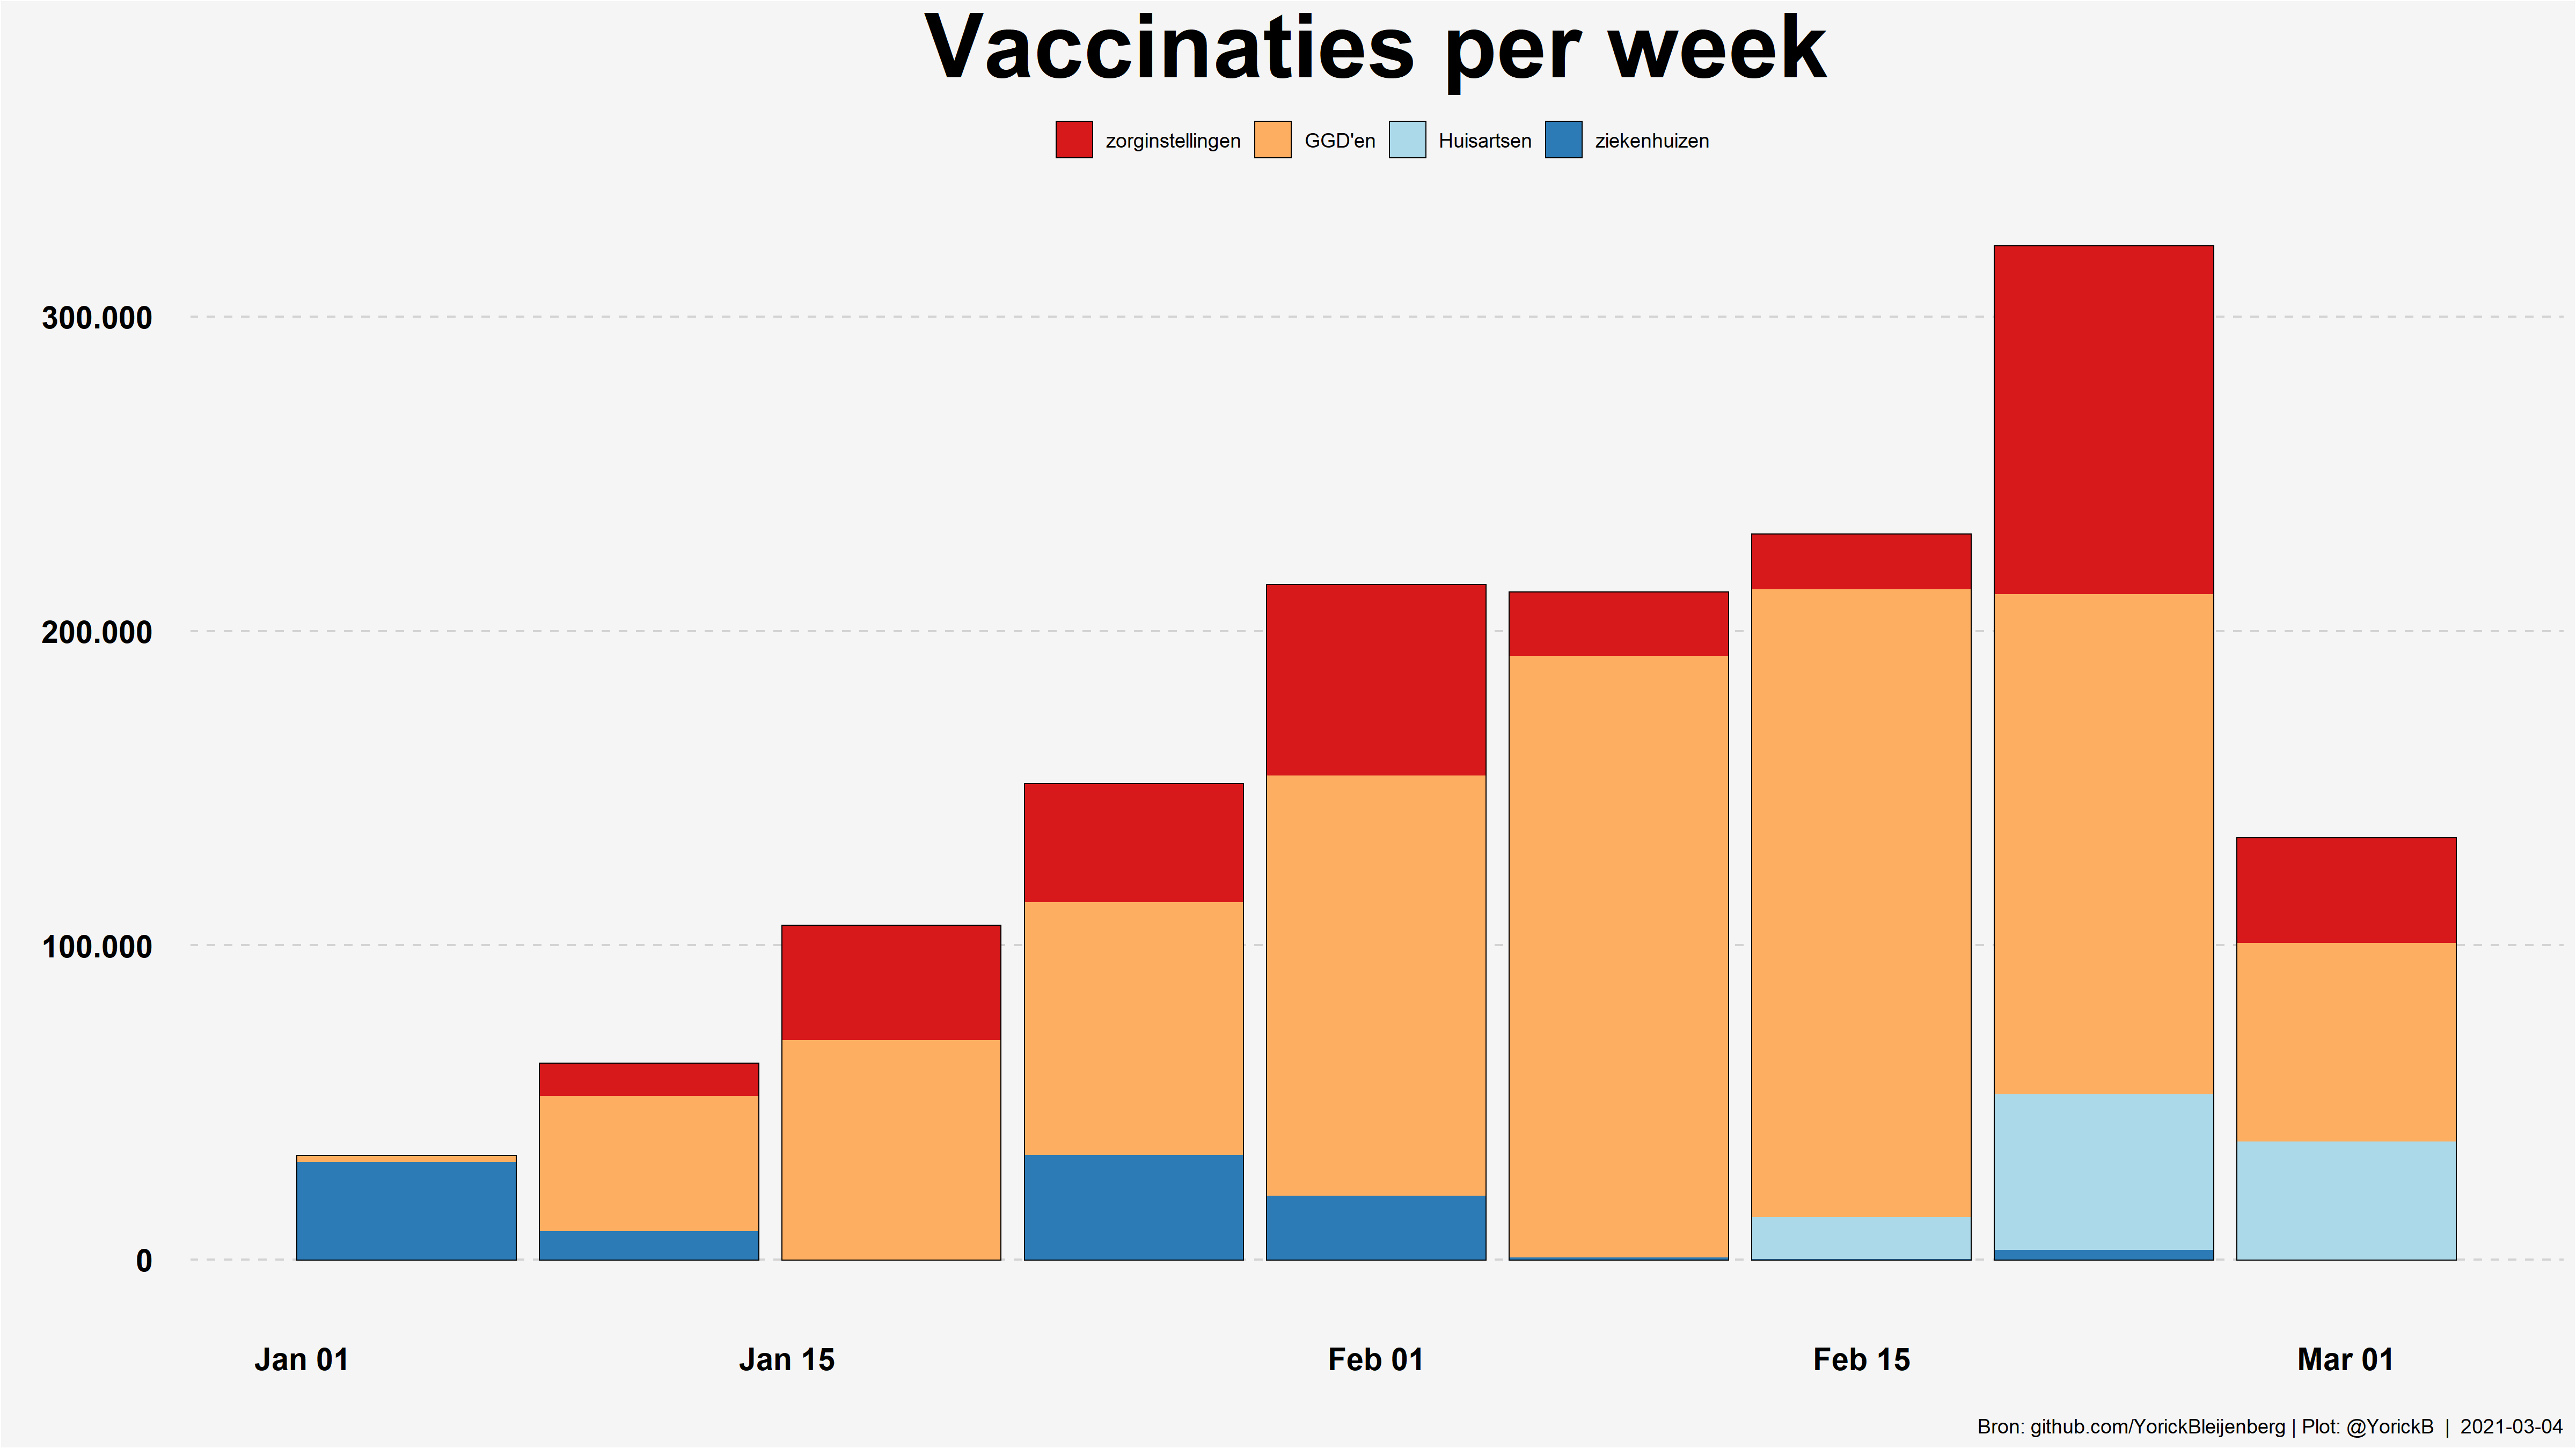 Vaccinaties per week
zorginstellingen GGD'en Huisartsen ziekenhuizen
300.000
200.000
100.000
0
Jan 01 Jan 15 Feb 01 Feb 15 Mar 01
Bron: github.com/YorickBleijenberg | Plot: @YorickB | 2021-03-04